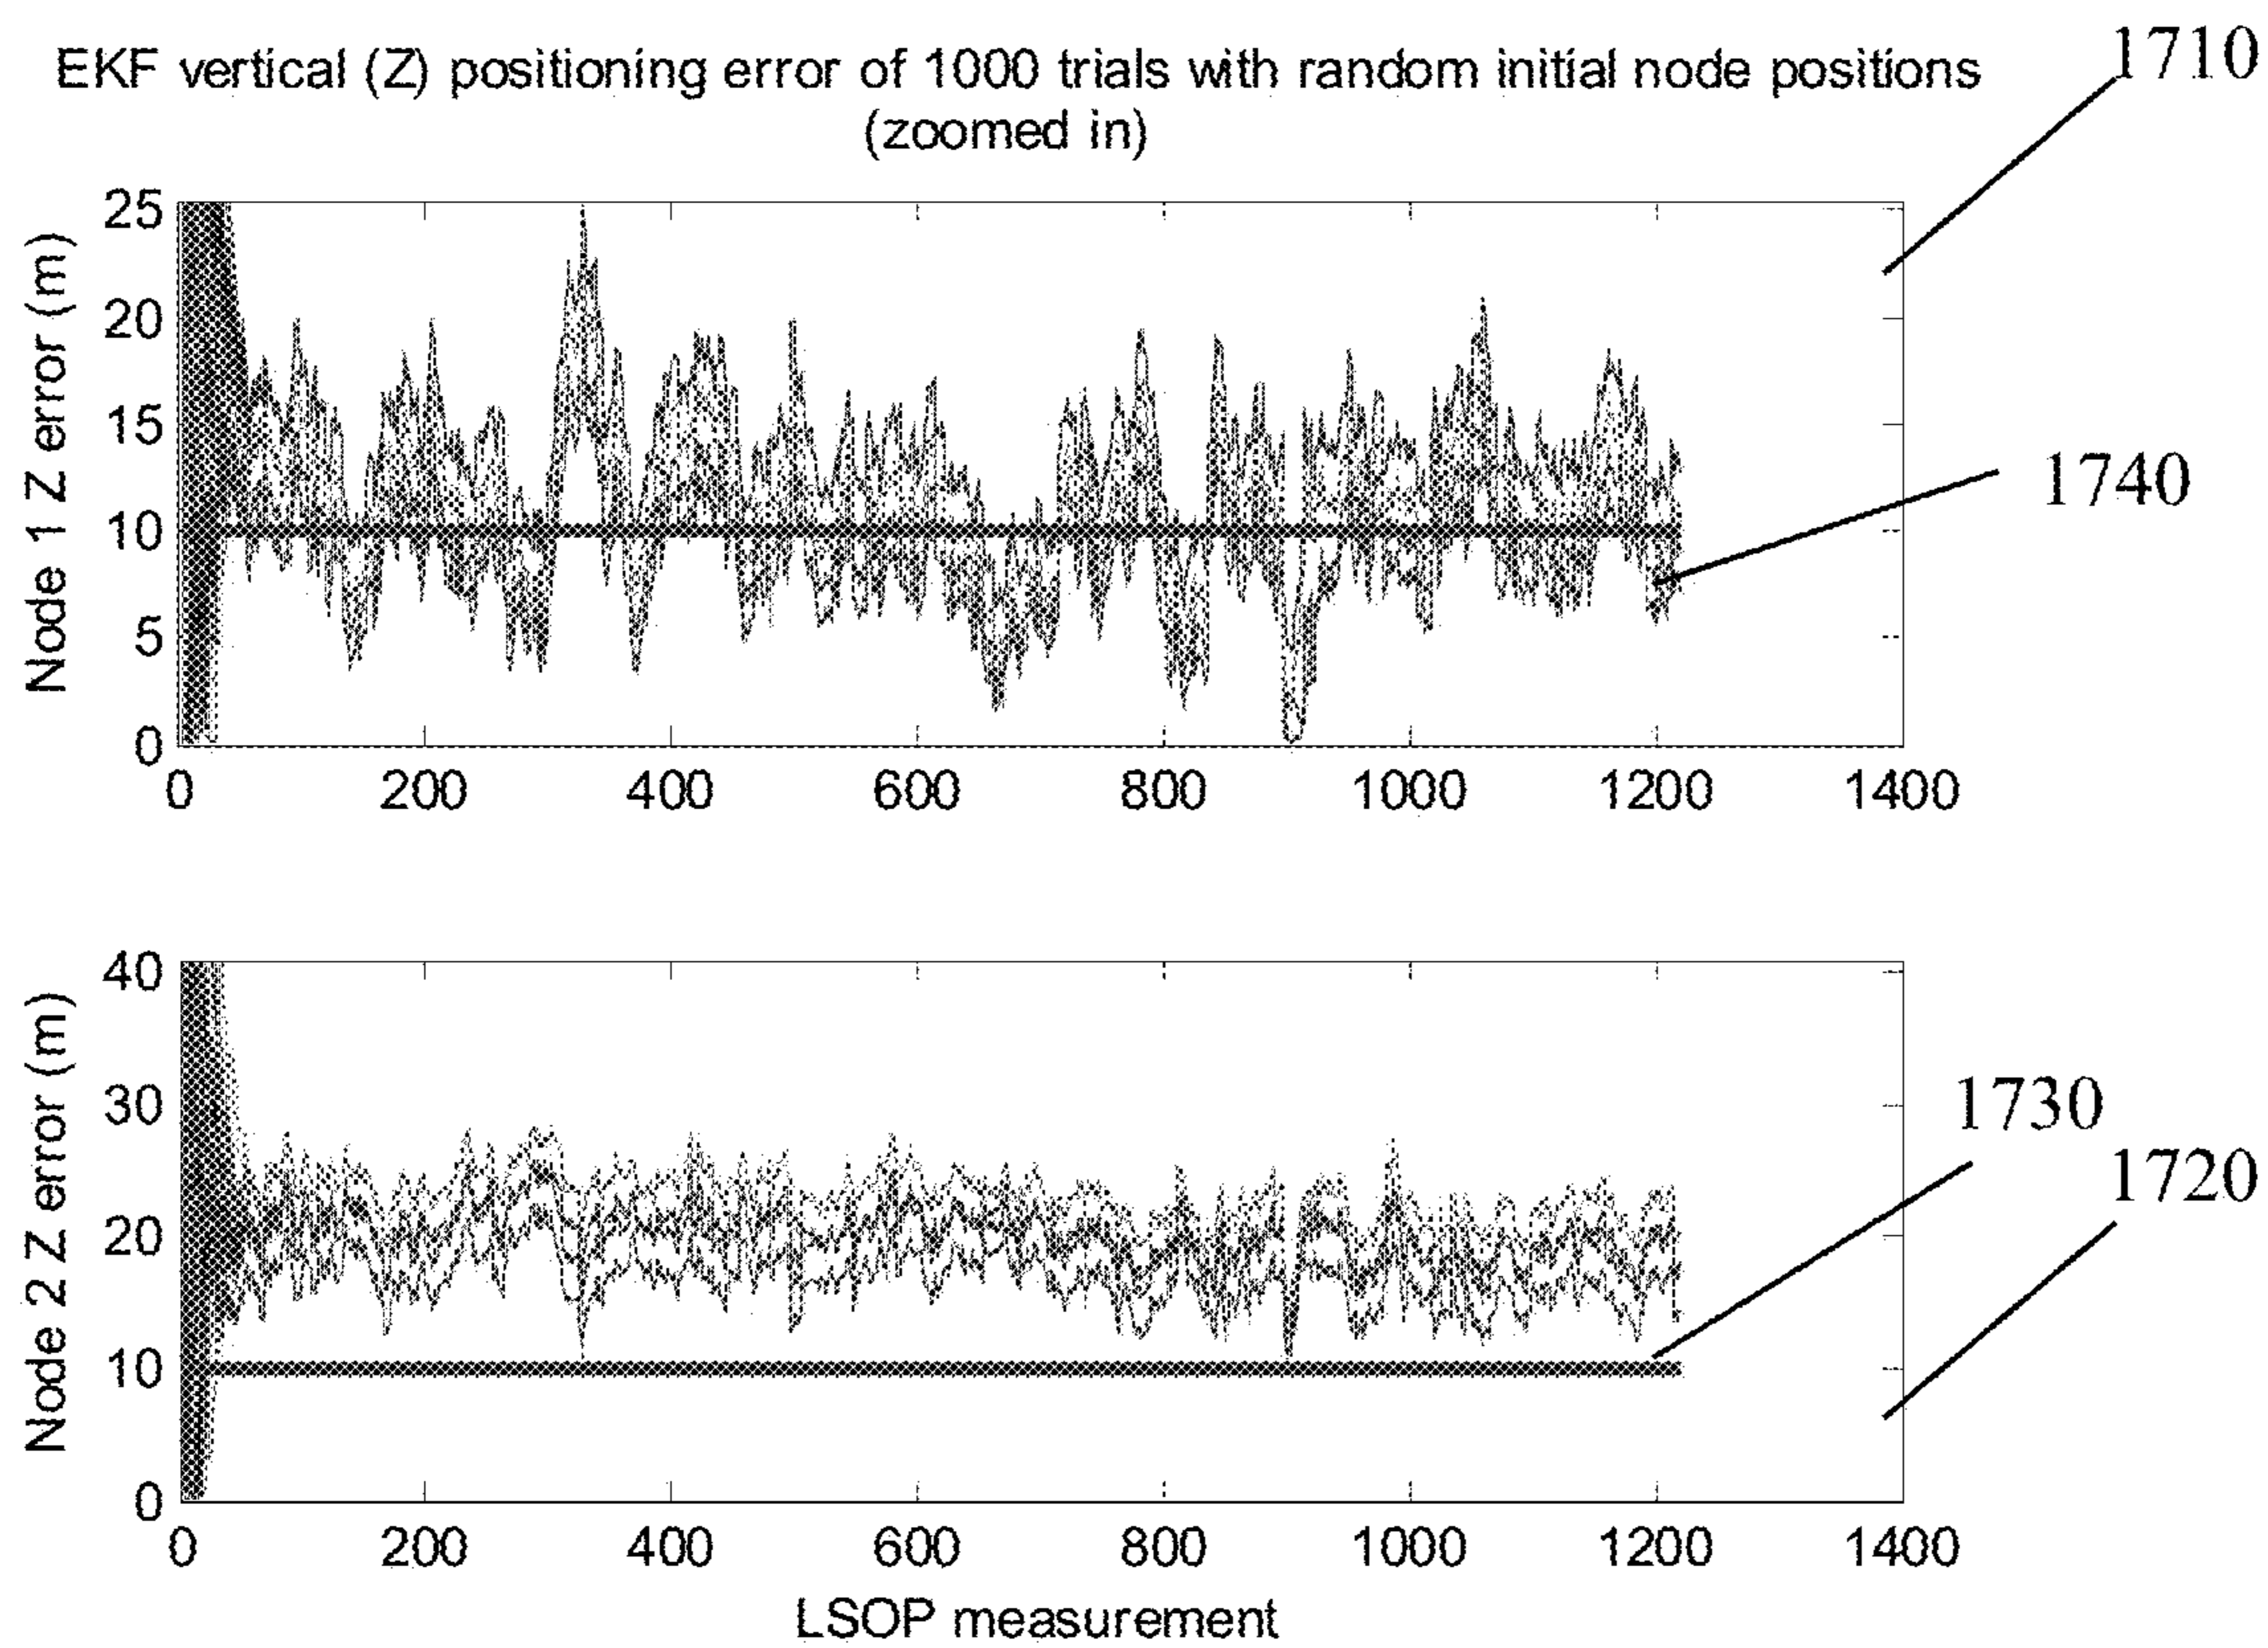 1710
EKF vertical (Z) positioning error of 1000 trials with random initial node positions
(zoomed in)
Node 1 Z error (m)
25
20
15
10
5
0
1740
0 200 400 600 800 1000 1200 1400
Node 2 Z error (m)
40
30
20
10
0
1730
1720
0 200 400 600 800 1000 1200 1400
LSOP measurement